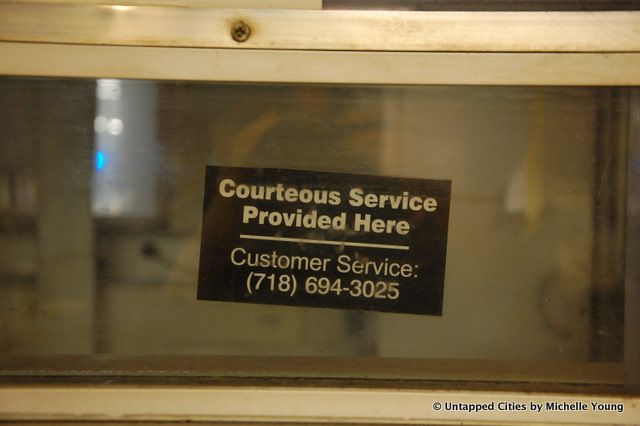 Courteous Service
Provided Here
Customer Service:
(718) 694-3025
© Untapped Cities by Michelle Young